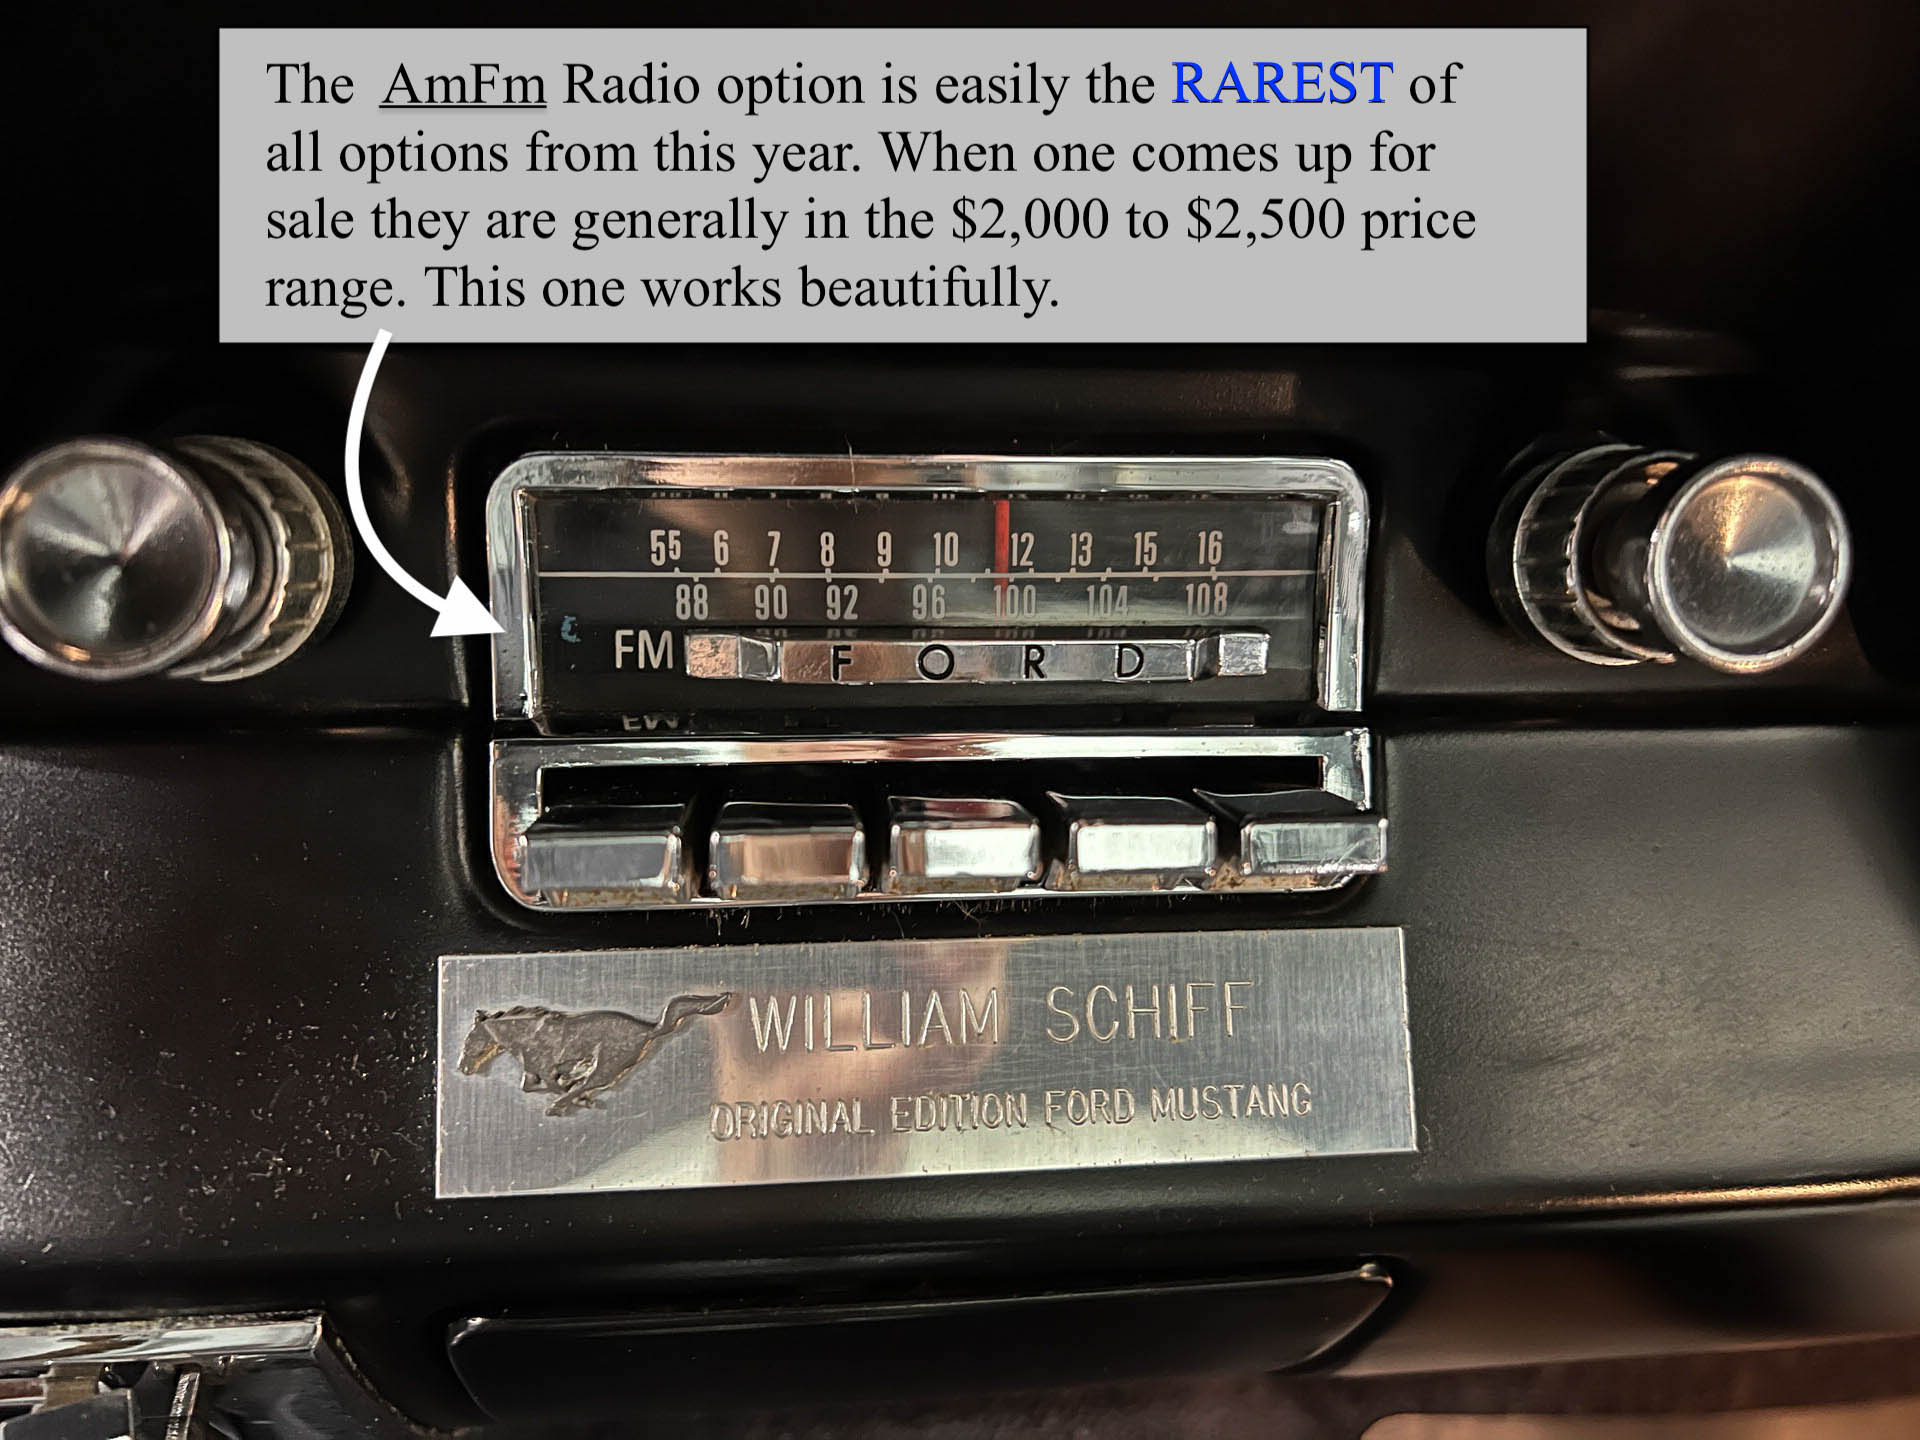 The AmFm Radio option is easily the RAREST of
all options from this year. When one comes up for
sale they are generally in the $2,000 to $2,500 price
range. This one works beautifully.
55 6 7 8 9 10 12 13 15 16
88 90 92 96 100 104 108
FM FORD
WILLIAM SCHIFF
ORIGINAL EDITION FORD MUSTANG